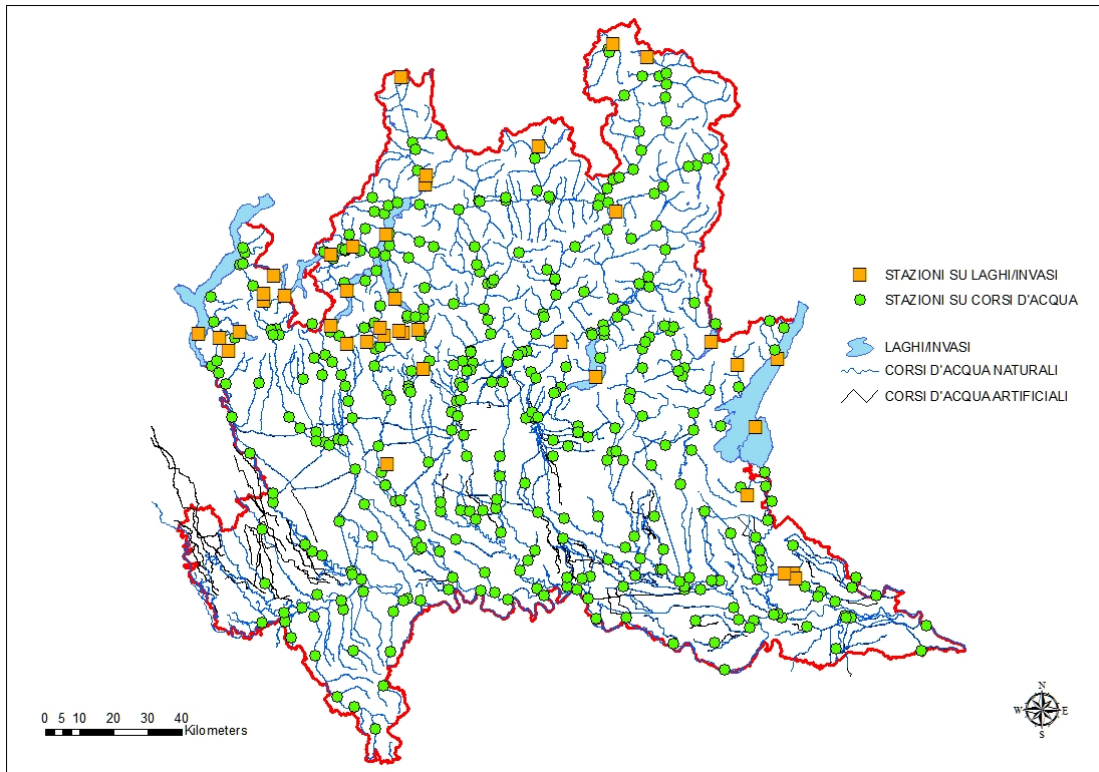 STAZIONI SU LAGHI/INVASI
STAZIONI SU CORSI D'ACQUA
LAGHI/INVASI
CORSI D'ACQUA NATURALI
CORSI D'ACQUA ARTIFICIALI
N
W E
S
0 5 10 20 30 40
Kilometers